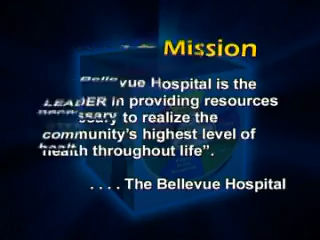 Mission
Bellevue Hospital is the
LEADER in providing resources
necessary to realize the
community's highest level of
health throughout life”.
. . . . The Bellevue Hospital